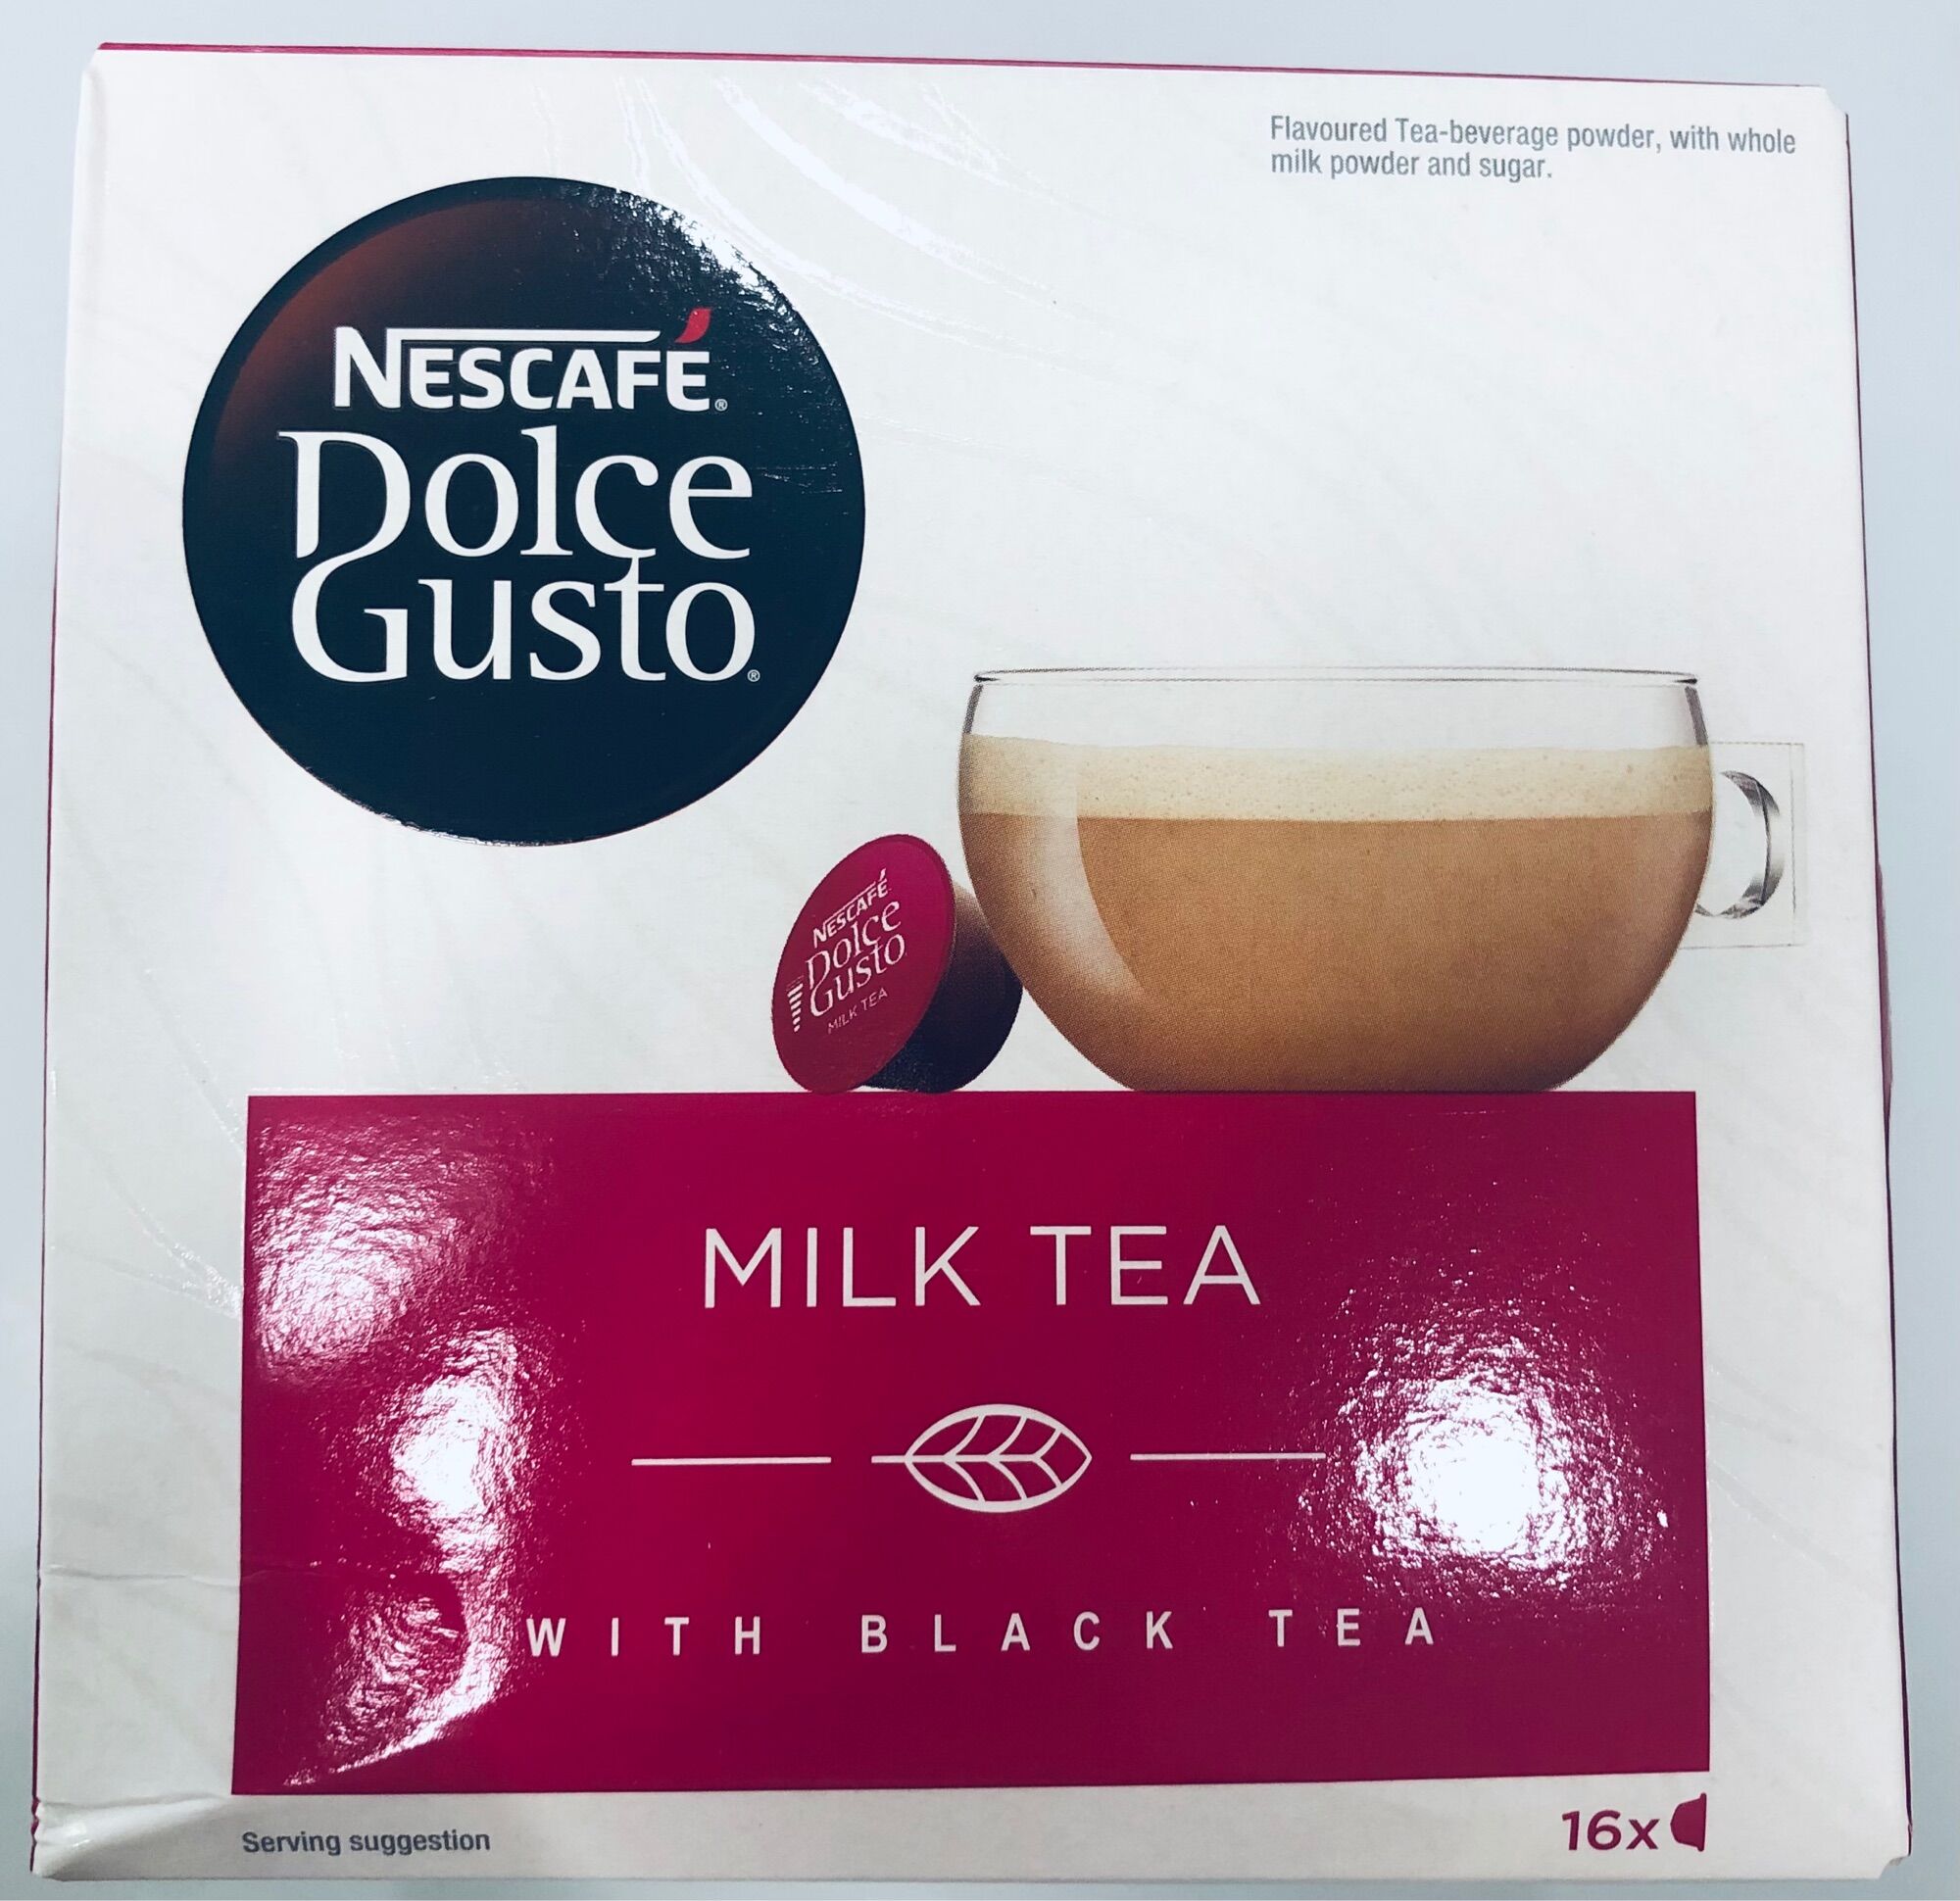 Flavoured Tea-beverage powder, with whole
milk powder and sugar.
NESCAFÉ®
Dolce
Gusto®
NESCAFÉ
Dolce
Gusto
MILK TEA
MILK TEA
WITH BLACK TEA
16x
Serving suggestion